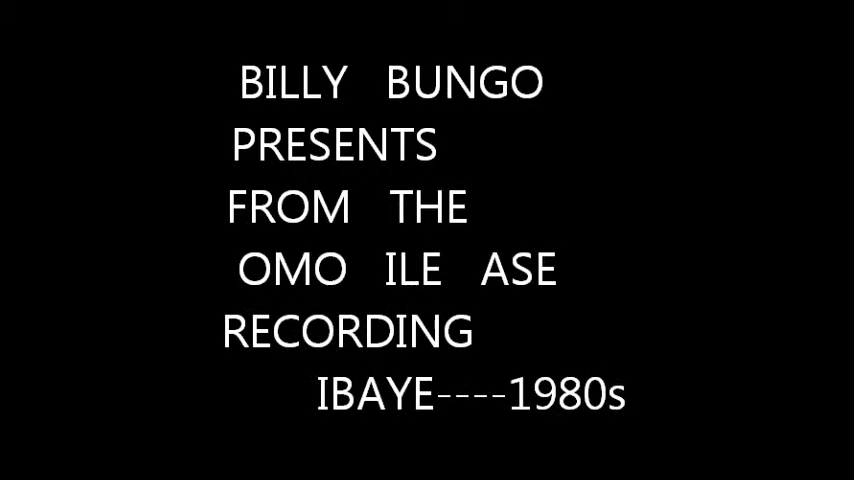 BILLY BUNGO
PRESENTS
FROM THE
OMO ILE ASE
RECORDING
IBAYE----1980s